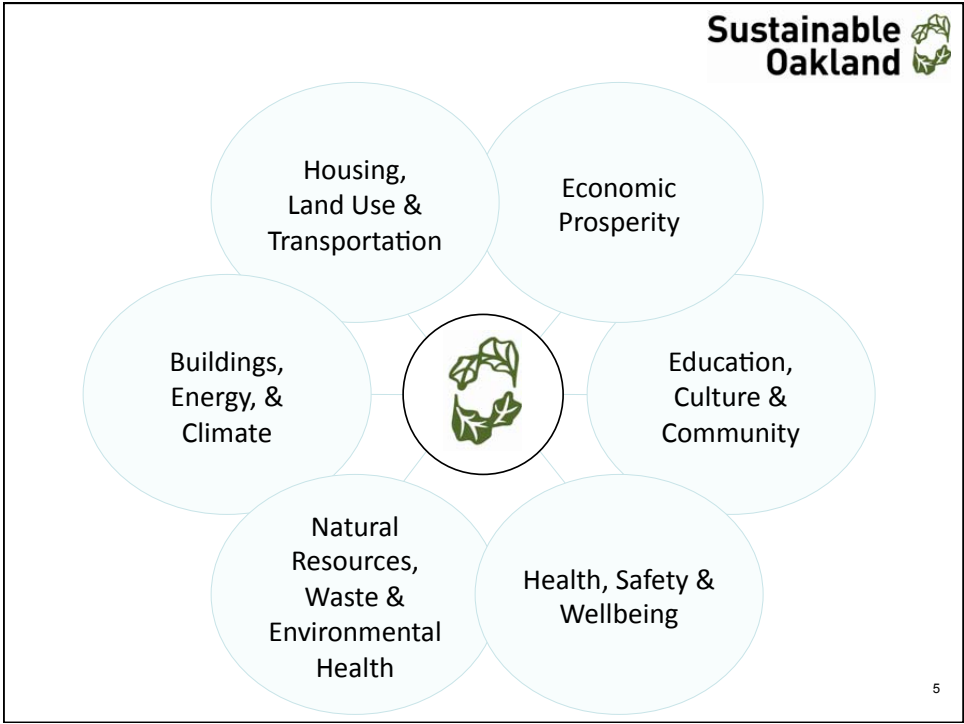 Sustainable
Oakland
Housing,
Land Use &
Transportation
Economic
Prosperity
Buildings,
Energy, &
Climate
Education,
Culture &
Community
Natural
Resources,
Waste &
Environmental
Health
Health, Safety &
Wellbeing
5